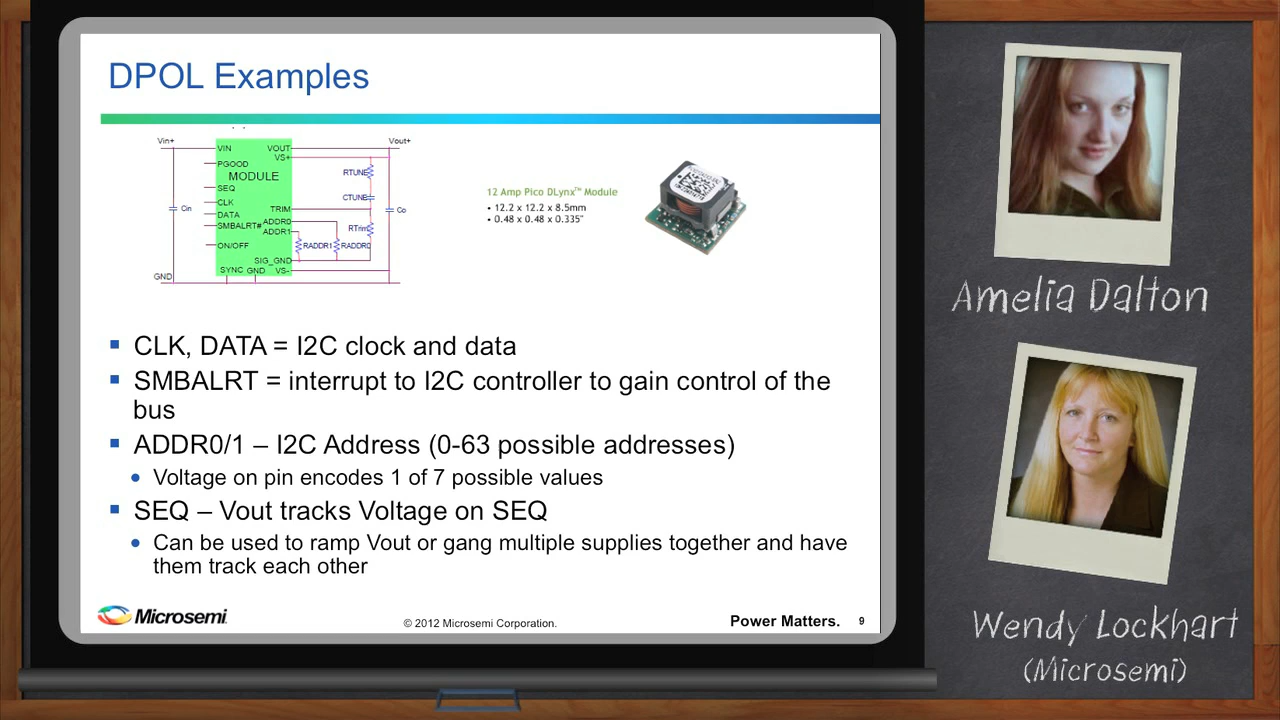 DPOL Examples
Vin+
VIN
VOUT
Vout+
VS+
PGOOD
MODULE
RTUNE
SEQ
CLK
CTUNE
Cin
DATA
TRIM
Co
SMBALRT#
ADDR0
ADDR1
RTrim
ON/OFF
RADDR1
RADDR0
SIG_GND
SYNC
GND
VS-
GND
12 Amp Pico DLynx™ Module
• 12.2 x 12.2 x 8.5mm
• 0.48 x 0.48 x 0.335"
CLK, DATA = I2C clock and data
SMBALRT = interrupt to I2C controller to gain control of the
bus
ADDR0/1 – I2C Address (0-63 possible addresses)
Voltage on pin encodes 1 of 7 possible values
SEQ – Vout tracks Voltage on SEQ
Can be used to ramp Vout or gang multiple supplies together and have
them track each other
Microsemi
© 2012 Microsemi Corporation.
Power Matters.
9
Amelia Dalton
Wendy Lockhart
(Microsemi)